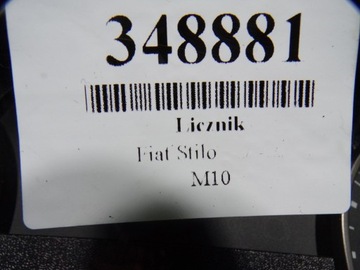 348881
Licznik
Fiat Stilo
M10